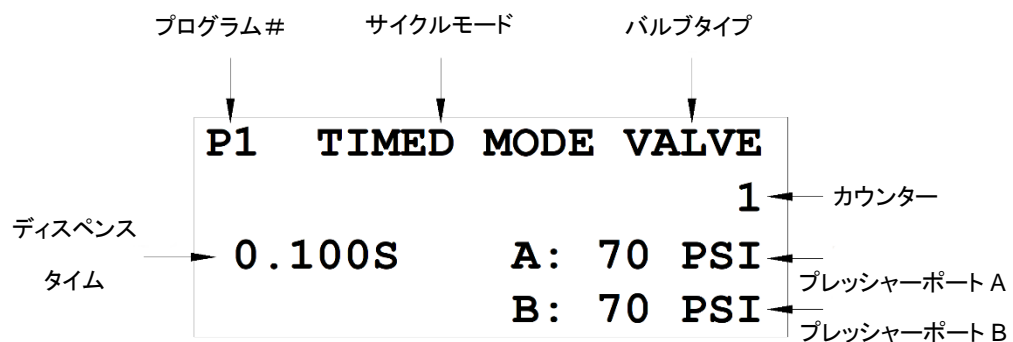 プログラム＃ サイクルモード バルブタイプ
P1 TIMED MODE VALVE
1 カウンター
ディスペンス
タイム
0.100S A: 70 PSI
プレッシャーポート A
B: 70 PSI
プレッシャーポート B